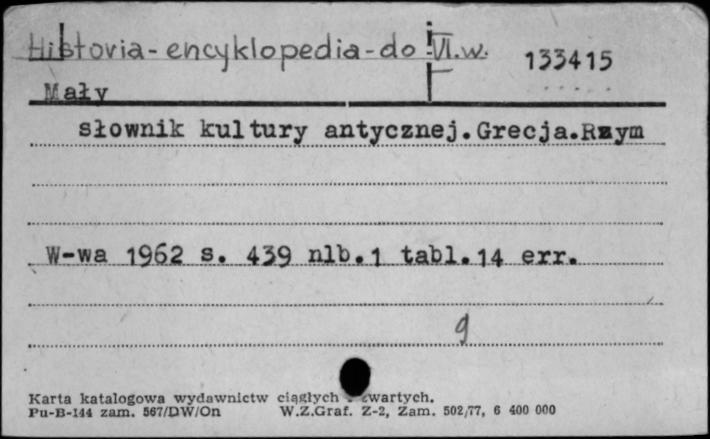 Historia - encyklopedia - do VI.w. 133415
Mały
słownik kultury antycznej.Grecja.Rzym
W-wa 1962 s. 439 nlb.1 tabl.14 err.
g
Karta katalogowa wydawnictw ciągłych zwartych.
Pu-B-144 zam. 567/DW/On W.Z.Graf. Z-2, Zam. 502/77, 6 400 000